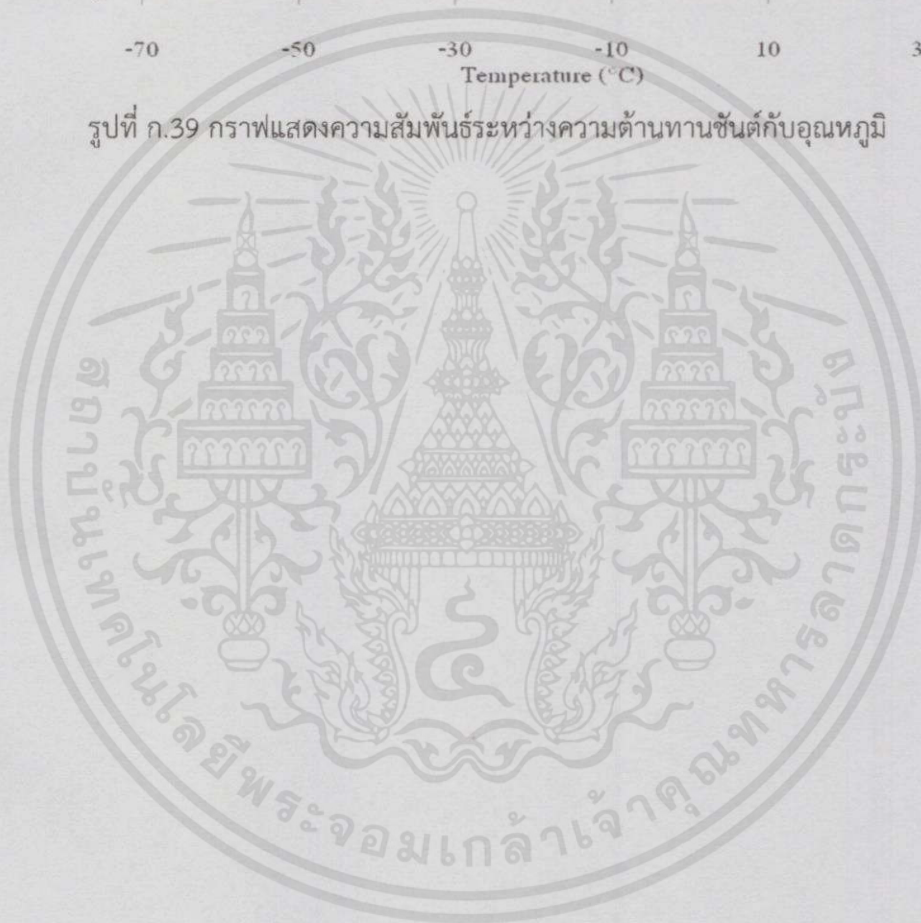 -70 -50 -30 -10 10 3
Temperature (°C)
รูปที่ ก.39 กราฟแสดงความสัมพันธ์ระหว่างความต้านทานชันต์กับอุณหภูมิ
สถาบันเทคโนโลยีพระจอมเกล้าเจ้าคุณทหารลาดกระบัง